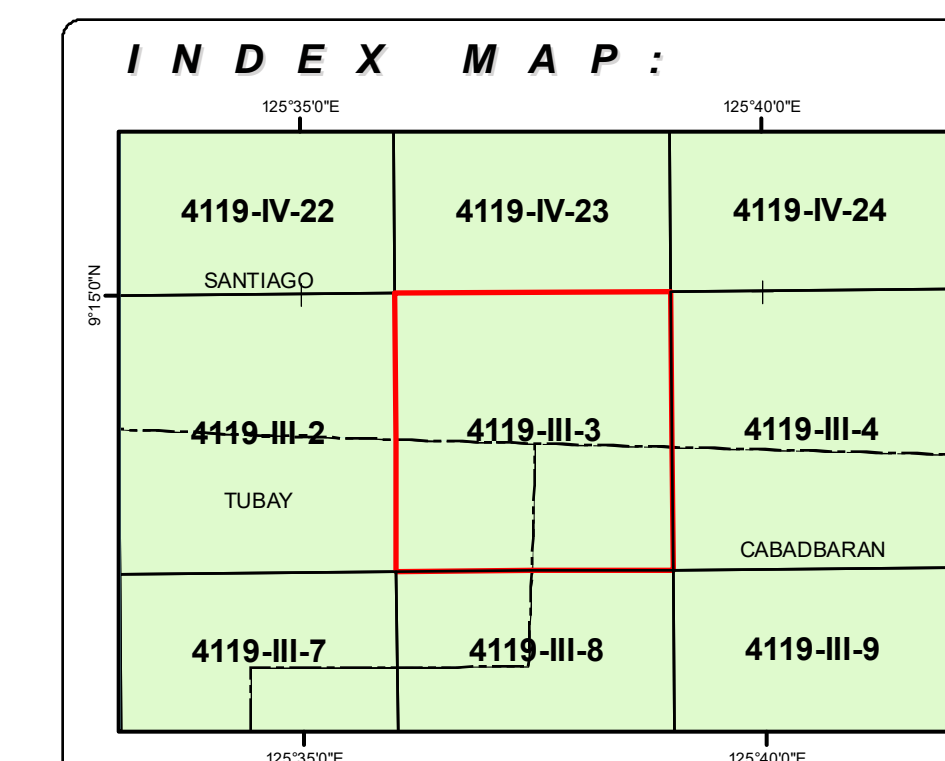 INDEX MAP:
125°35'0"E 125°40'0"E
4119-IV-22 4119-IV-23 4119-IV-24
SANTIAGO
9°15'0"N
4119-III-2 4119-III-3 4119-III-4
TUBAY
CABADBARAN
4119-III-7 4119-III-8 4119-III-9
125°35'0"E 125°40'0"E